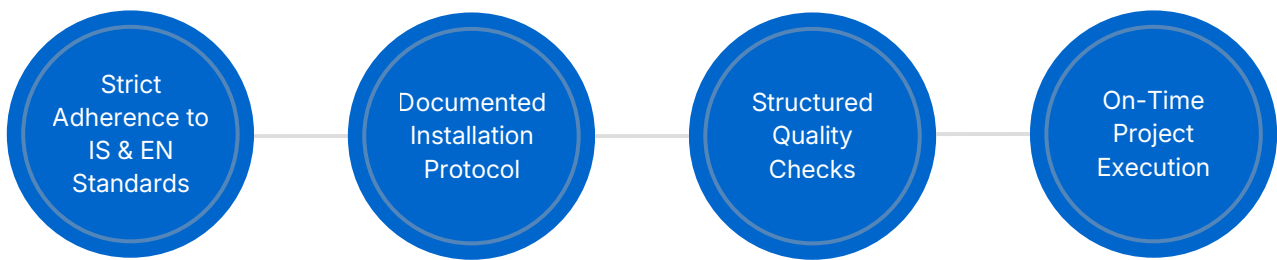 Strict
Adherence to
IS & EN
Standards
Documented
Installation
Protocol
Structured
Quality
Checks
On-Time
Project
Execution